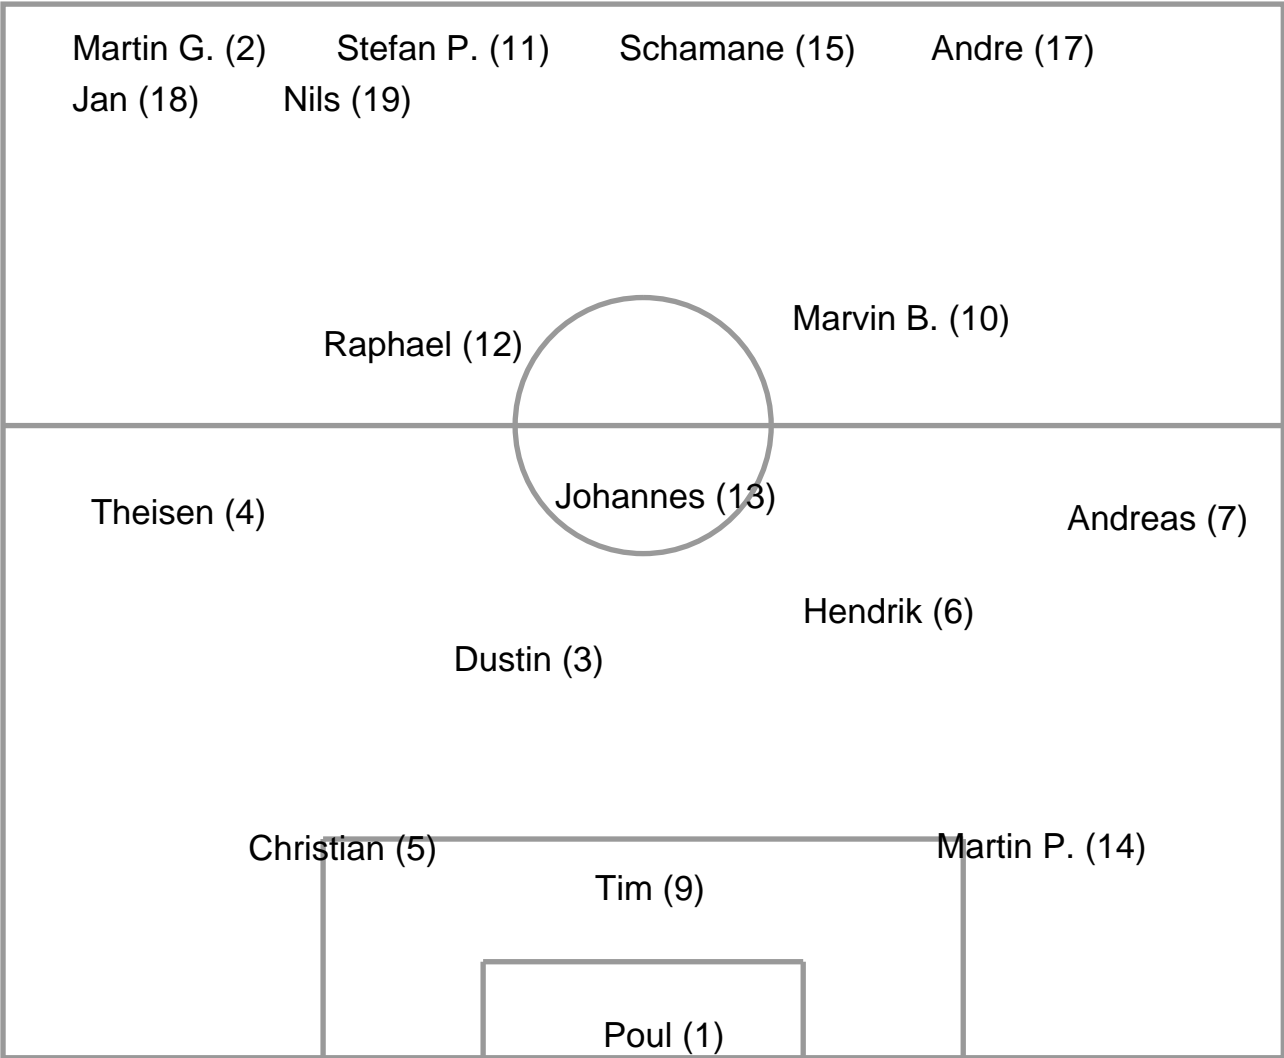 Martin G. (2) Stefan P. (11) Schamane (15) Andre (17)
Jan (18) Nils (19)
Marvin B. (10)
Raphael (12)
Johannes (13)
Theisen (4)
Andreas (7)
Hendrik (6)
Dustin (3)
Christian (5)
Martin P. (14)
Tim (9)
Poul (1)